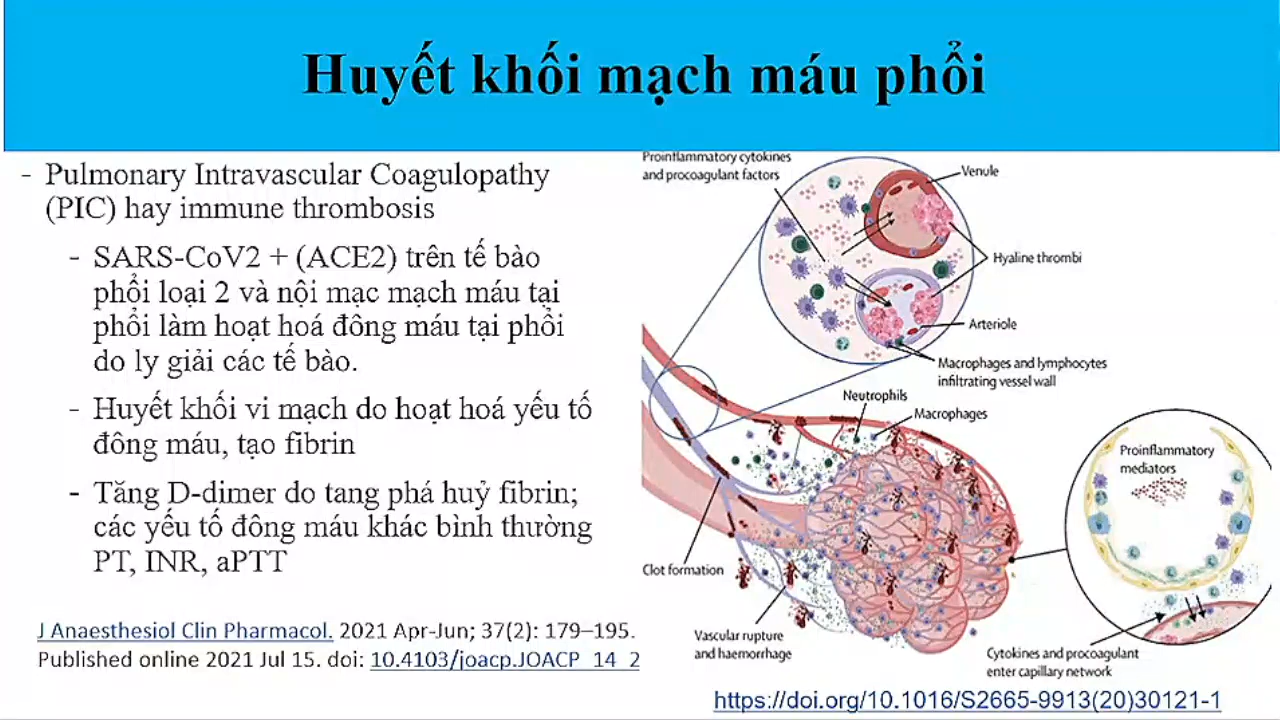 Huyết khối mạch máu phổi
- Pulmonary Intravascular Coagulopathy
(PIC) hay immune thrombosis
- SARS-CoV2 + (ACE2) trên tế bào
phổi loại 2 và nội mạc mạch máu tại
phổi làm hoạt hoá đông máu tại phổi
do ly giải các tế bào.
- Huyết khối vi mạch do hoạt hoá yếu tố
đông máu, tạo fibrin
- Tăng D-dimer do tang phá huỷ fibrin;
các yếu tố đông máu khác bình thường
PT, INR, aPTT
J Anaesthesiol Clin Pharmacol. 2021 Apr-Jun; 37(2): 179–195.
Published online 2021 Jul 15. doi: 10.4103/joacp.JOACP_14_2
Proinflammatory cytokines
and procoagulant factors
Venule
Hyaline thrombi
Arteriole
Macrophages and lymphocytes
infiltrating vessel wall
Neutrophils
Macrophages
Proinflammatory
mediators
Clot formation
Vascular rupture
and haemorrhage
Cytokines and procoagulant
enter capillary network
https://doi.org/10.1016/S2665-9913(20)30121-1